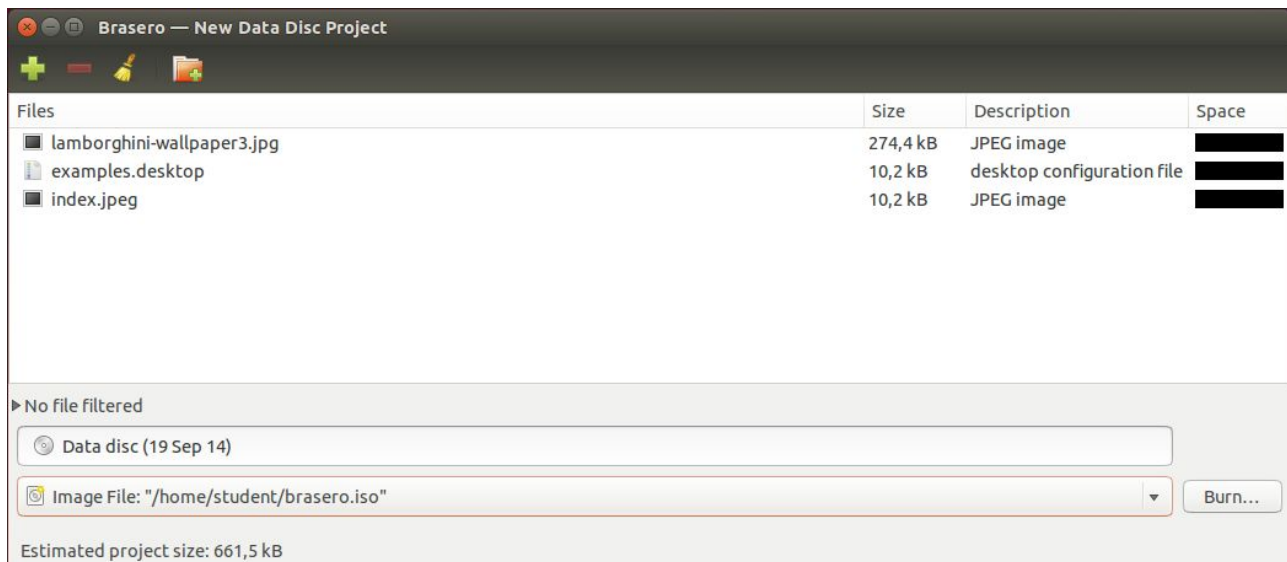 Brasero — New Data Disc Project
Files Size Description Space
lamborghini-wallpaper3.jpg 274,4 kB JPEG image
examples.desktop 10,2 kB desktop configuration file
index.jpeg 10,2 kB JPEG image
No file filtered
Data disc (19 Sep 14)
Image File: "/home/student/brasero.iso"
Burn...
Estimated project size: 661,5 kB